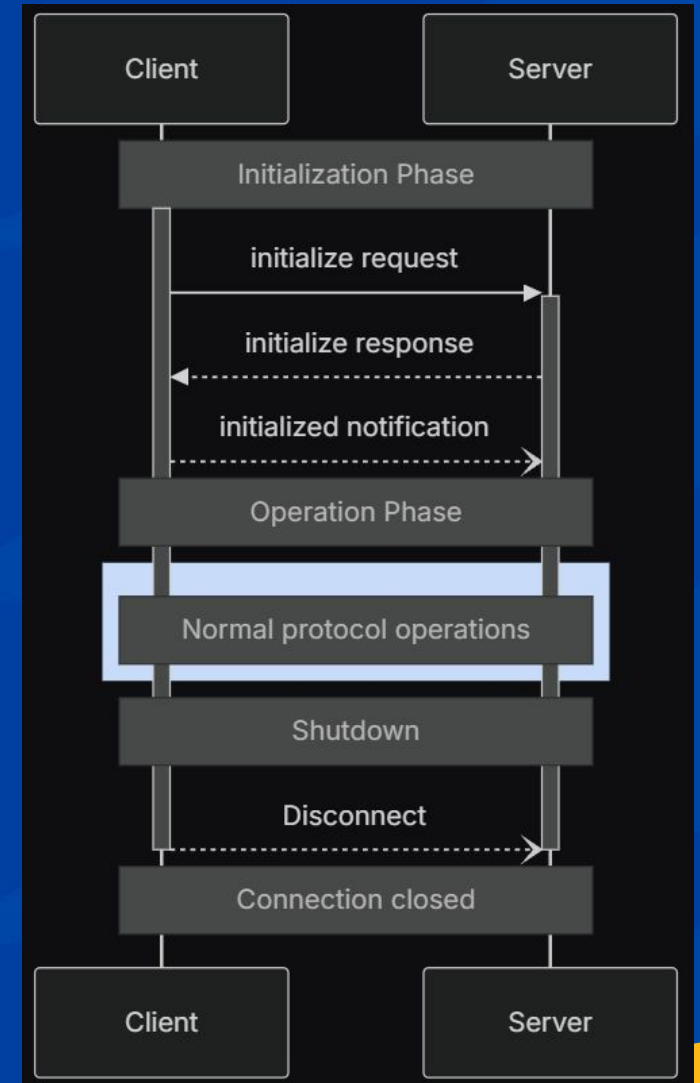 Client
Server
Initialization Phase
initialize request
initialize response
initialized notification
Operation Phase
Normal protocol operations
Shutdown
Disconnect
Connection closed
Client
Server